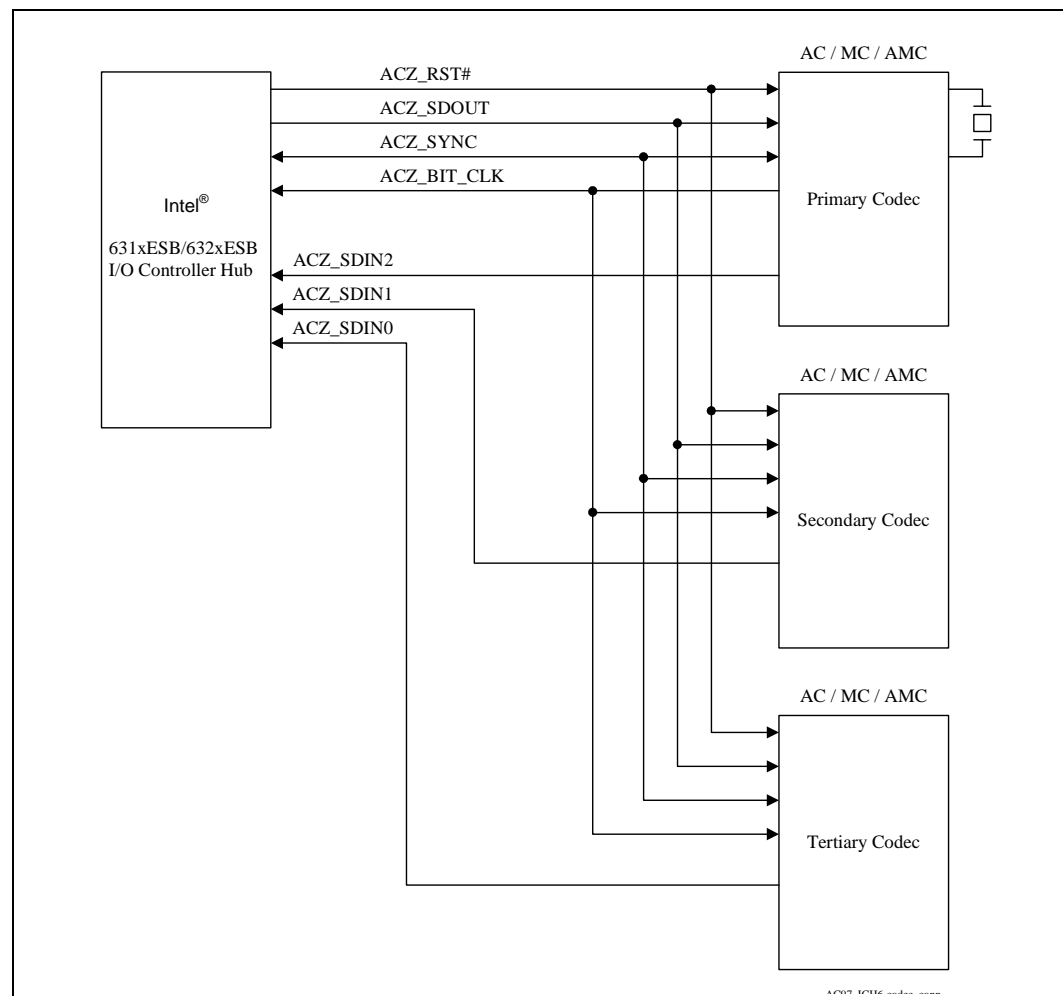 AC / MC / AMC
ACZ_RST#
ACZ_SDOUT
ACZ_SYNC
ACZ_BIT_CLK
Intel®
631xESB/632xESB
I/O Controller Hub
Primary Codec
ACZ_SDIN2
ACZ_SDIN1
ACZ_SDIN0
AC / MC / AMC
Secondary Codec
AC / MC / AMC
Tertiary Codec